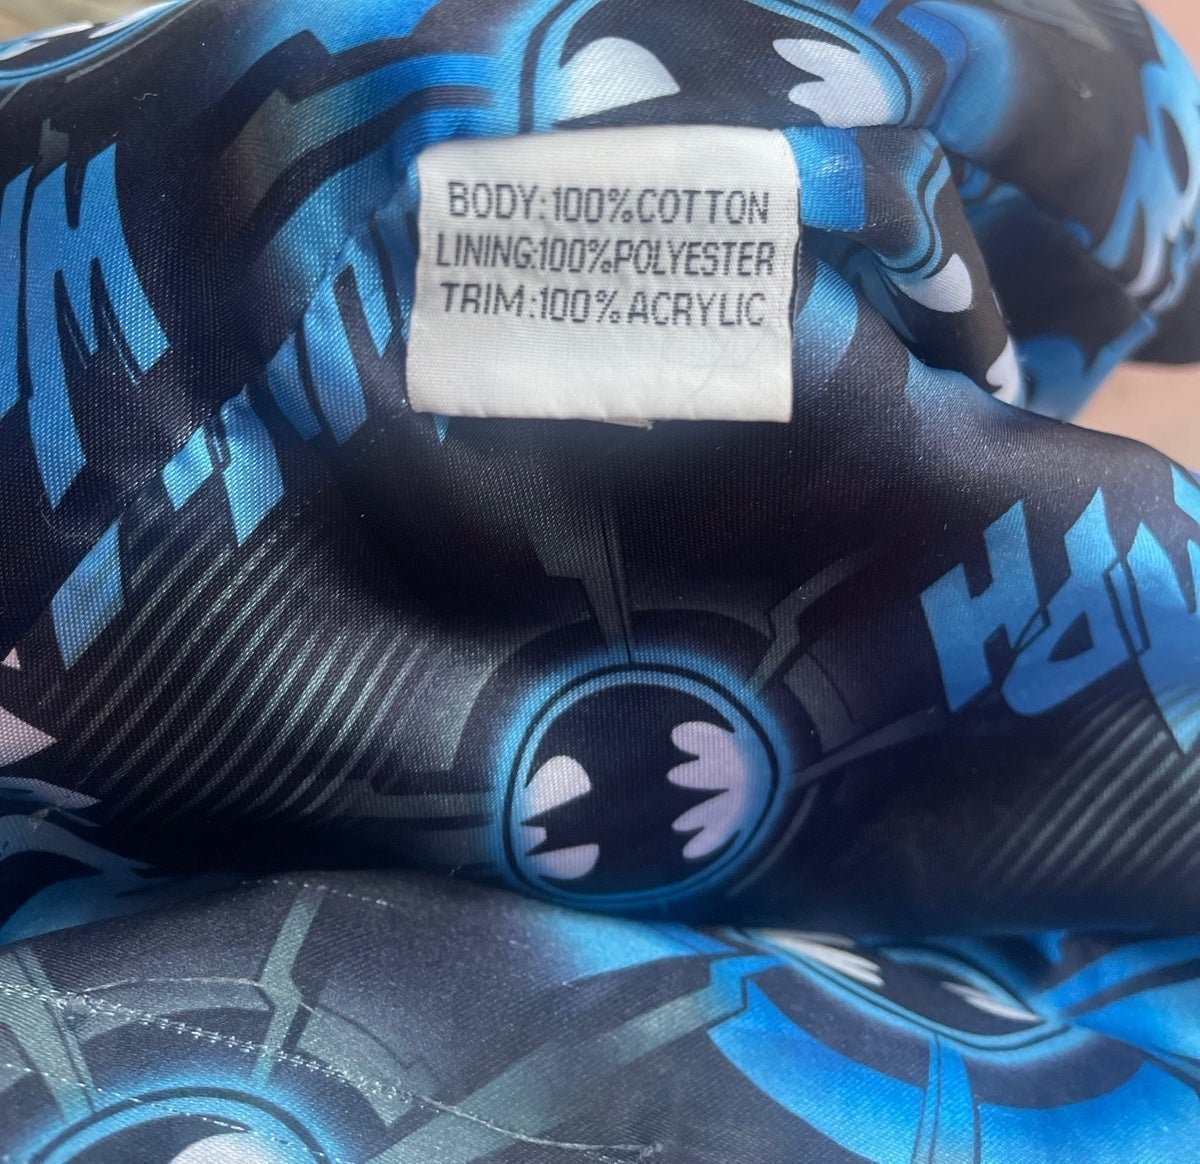 BODY:100%COTTON
LINING:100%POLYESTER
TRIM:100%ACRYLIC